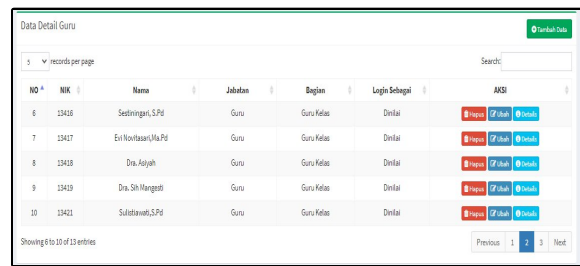 Data Detail Guru
Tambah Data
5 records per page Search:
NO NIK Nama Jabatan Bagian Login Sebagai AKSI
6 13416 Sestiningari, S.Pd Guru Guru Kelas Dinilai Hapus Ubah Details
7 13417 Evi Novitasari,Ma.Pd Guru Guru Kelas Dinilai Hapus Ubah Details
8 13418 Dra. Asiyah Guru Guru Kelas Dinilai Hapus Ubah Details
9 13419 Dra. Sih Mangesti Guru Guru Kelas Dinilai Hapus Ubah Details
10 13421 Sulistiawati,S.Pd Guru Guru Kelas Dinilai Hapus Ubah Details
Showing 6 to 10 of 13 entries Previous 1 2 3 Next